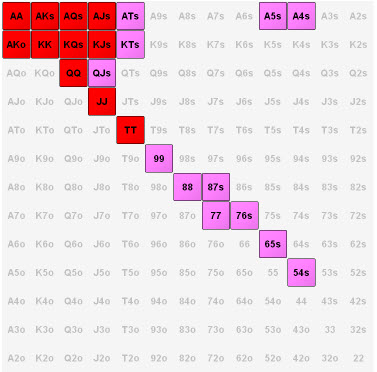 AA AKs AQs AJs ATs A9s A8s A7s A6s A5s A4s A3s A2s
AKo KK KQs KJs KTs K9s K8s K7s K6s K5s K4s K3s K2s
AQo KQo QQ QJs QTs Q9s Q8s Q7s Q6s Q5s Q4s Q3s Q2s
AJo KJo QJo JJ JTs J9s J8s J7s J6s J5s J4s J3s J2s
ATo KTo QTo JTo TT T9s T8s T7s T6s T5s T4s T3s T2s
A9o K9o Q9o J9o T9o 99 98s 97s 96s 95s 94s 93s 92s
A8o K8o Q8o J8o T8o 98o 88 87s 86s 85s 84s 83s 82s
A7o K7o Q7o J7o T7o 97o 87o 77 76s 75s 74s 73s 72s
A6o K6o Q6o J6o T6o 96o 86o 76o 66 65s 64s 63s 62s
A5o K5o Q5o J5o T5o 95o 85o 75o 65o 55 54s 53s 52s
A4o K4o Q4o J4o T4o 94o 84o 74o 64o 54o 44 43s 42s
A3o K3o Q3o J3o T3o 93o 83o 73o 63o 53o 43o 33 32s
A2o K2o Q2o J2o T2o 92o 82o 72o 62o 52o 42o 32o 22